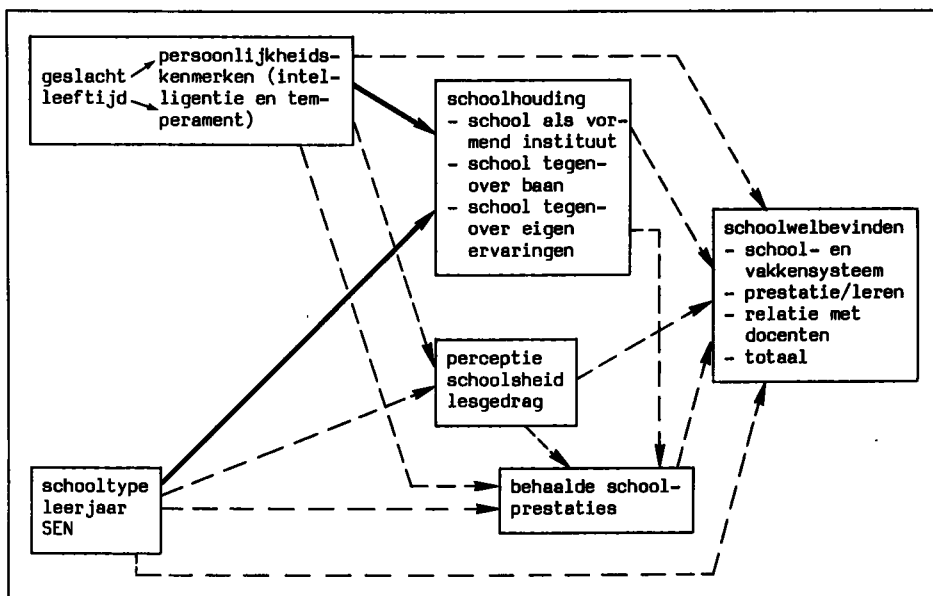 geslacht
leeftijd
persoonlijkheids-
kenmerken (intel-
ligentie en tem-
perament)
schoolhouding
- school als vor-
mend instituut
- school tegen-
over baan
- school tegen-
over eigen
ervaringen
schoolwelbevinden
- school- en
vakkensysteem
- prestatie/leren
- relatie met
docenten
- totaal
perceptie
schoolsheid
lesgedrag
schooltype
leerjaar
SEN
behaalde school-
prestaties